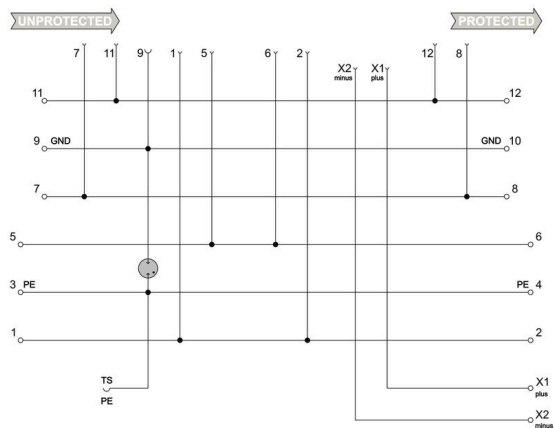 UNPROTECTED PROTECTED
7 11 9 1 5 6 2 12 8
X2 X1
minus plus
11 12
9 GND GND 10
7 8
5 6
3 PE PE 4
1 2
TS X1
plus
PE
X2
minus